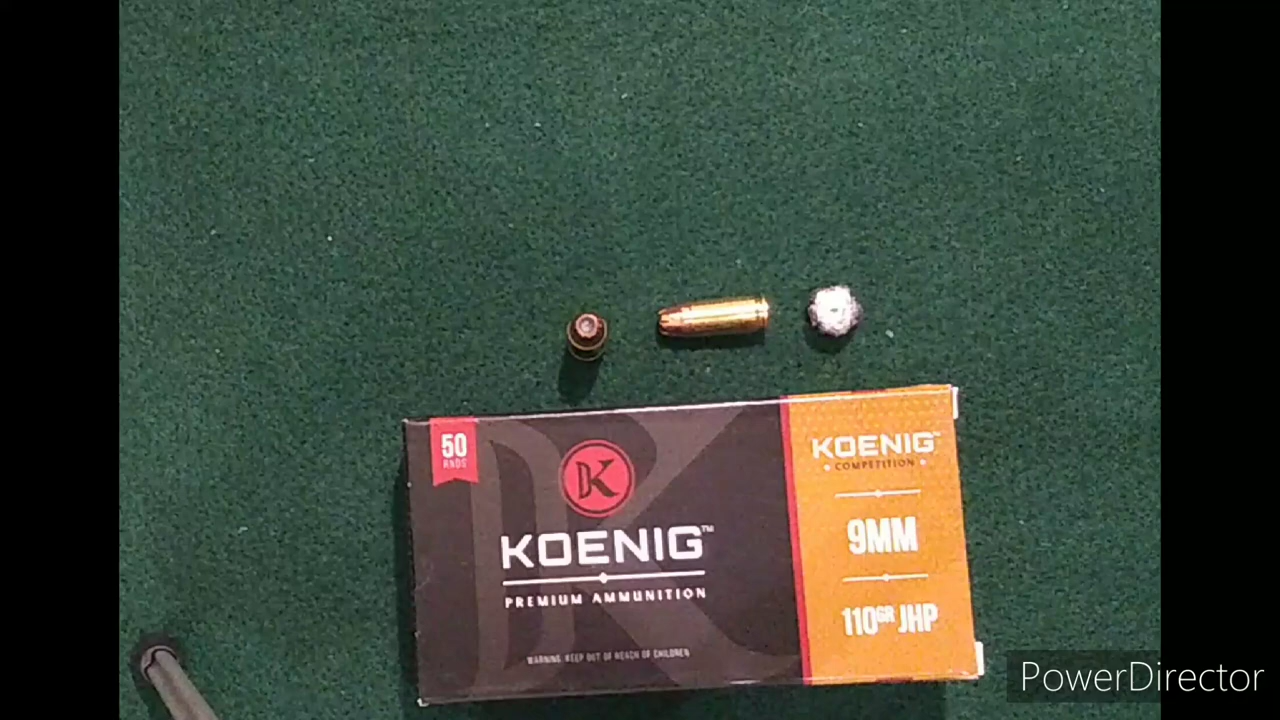 50
RNDS
K
KOENIG™
PREMIUM AMMUNITION
WARNING: KEEP OUT OF REACH OF CHILDREN
KOENIG™
COMPETITION
9MM
110GR JHP
PowerDirector